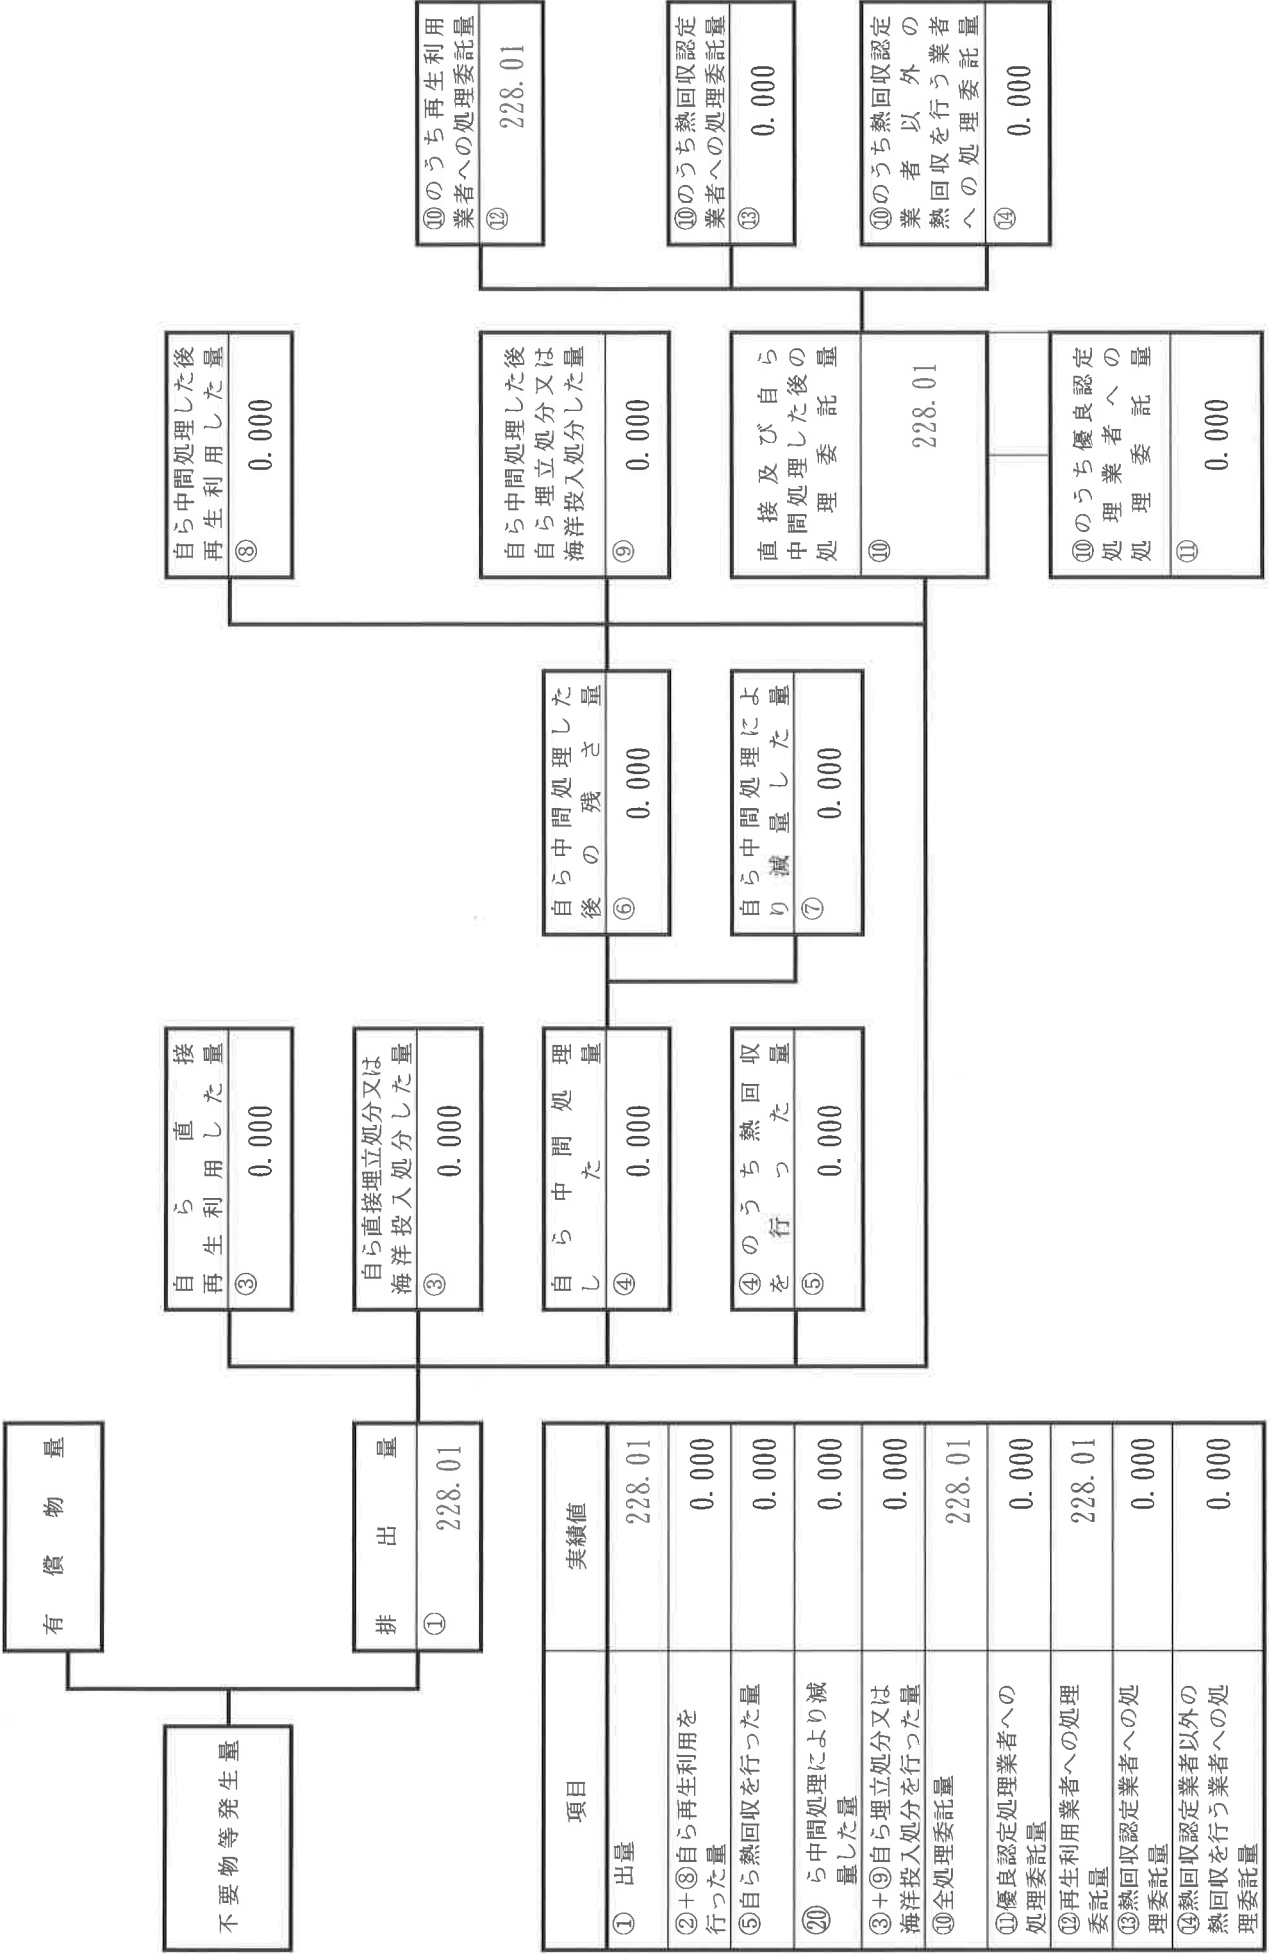 不要物等発生量
有償物量
排出量
①
228.01
自ら直接
再生利用した量
③
0.000
自ら直接埋立処分又は
海洋投入処分した量
③
0.000
自ら中間処理
した量
④
0.000
④のうち熱回収
を行った量
⑤
0.000
自ら中間処理した
後の残さ量
⑥
0.000
自ら中間処理によ
り減量した量
⑦
0.000
自ら中間処理した後
再生利用した量
⑧
0.000
自ら中間処理した後
自ら埋立処分又は
海洋投入処分した量
⑨
0.000
直接及び自ら
中間処理した後の
処理委託量
⑩
228.01
⑩のうち優良認定
処理業者への
処理委託量
⑪
0.000
⑩のうち再生利用
業者への処理委託量
⑫
228.01
⑩のうち熱回収認定
業者への処理委託量
⑬
0.000
⑩のうち熱回収認定
業者以外の
熱回収を行う業者
への処理委託量
⑭
0.000
項目 実績値
① 出量 228.01
②+⑧自ら再生利用を
行った量 0.000
⑤自ら熱回収を行った量 0.000
⑳ ら中間処理により減
量した量 0.000
③+⑨自ら埋立処分又は
海洋投入処分を行った量 0.000
⑩全処理委託量 228.01
⑪優良認定処理業者への
処理委託量 0.000
⑫再生利用業者への処理
委託量 228.01
⑬熱回収認定業者への処
理委託量 0.000
⑭熱回収認定業者以外の
熱回収を行う業者への処
理委託量 0.000